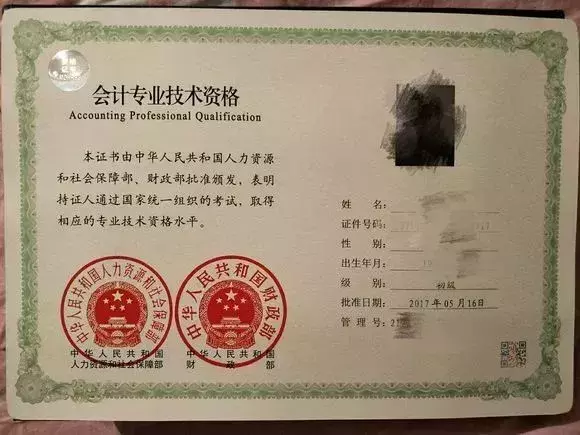 会计专业技术资格
Accounting Professional Qualification
本证书由中华人民共和国人力资源
和社会保障部、财政部批准颁发，表明
持证人通过国家统一组织的考试，取得
相应的专业技术资格水平。
中华人民共和国人力资源和社会保障部
中华人民共和国财政部
中华人民共和国
人力资源和社会保障部
中华人民共和国
财政部
姓名：
证件号码：
性别：
出生年月：
级别： 初级
批准日期： 2017年05月16日
管理号：